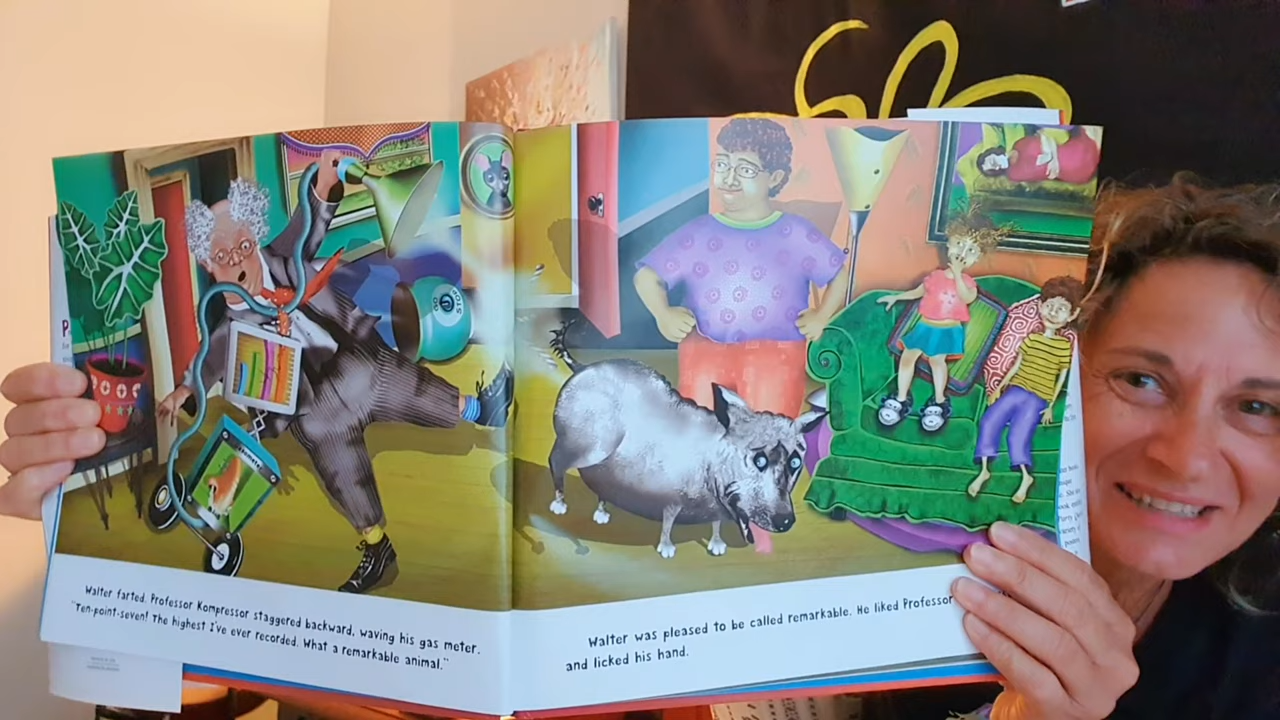 Walter farted. Professor Kompressor staggered backward, waving his gas meter.
"Ten-point-seven! The highest I've ever recorded. What a remarkable animal."
Walter was pleased to be called remarkable. He liked Professor
and licked his hand.